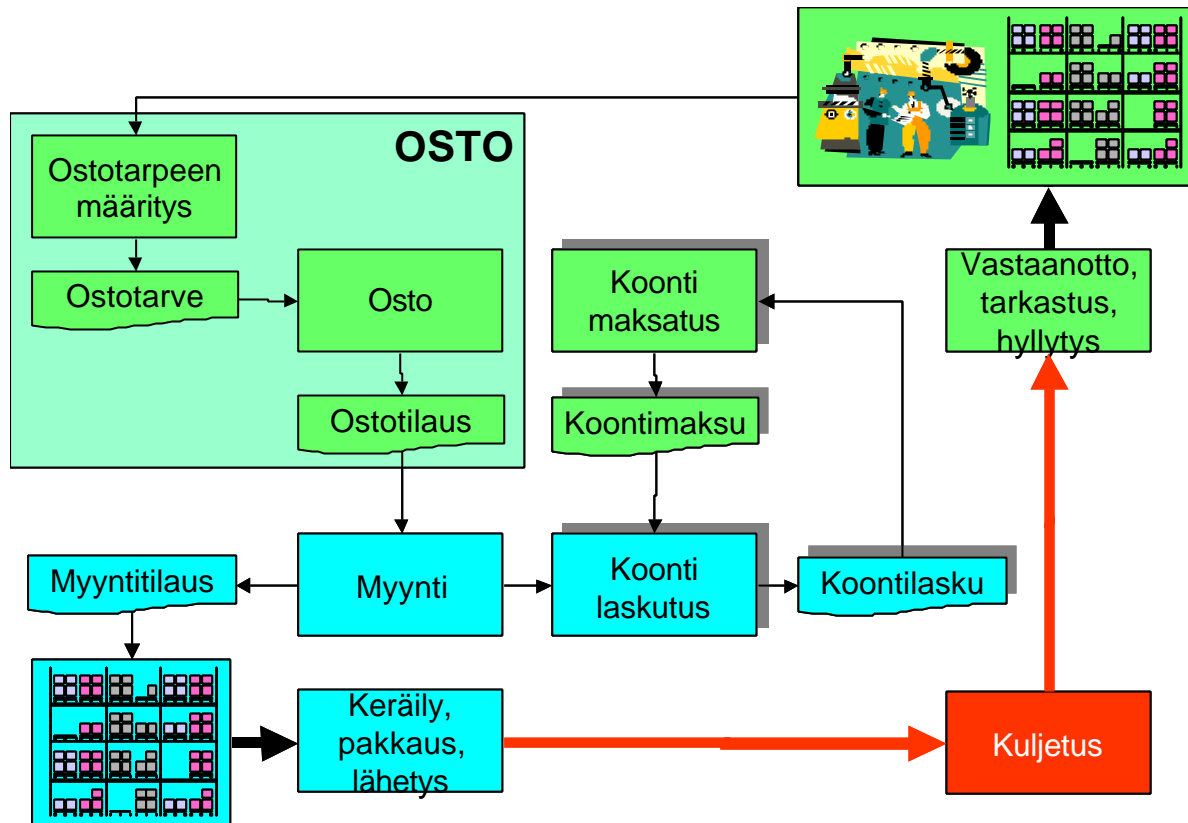 OSTO
Ostotarpeen
määritys
Ostotarve
Osto
Ostotilaus
Koonti
maksatus
Koontimaksu
Vastaanotto,
tarkastus,
hyllytys
Myyntitilaus
Myynti
Koonti
laskutus
Koontilasku
Keräily,
pakkaus,
lähetys
Kuljetus